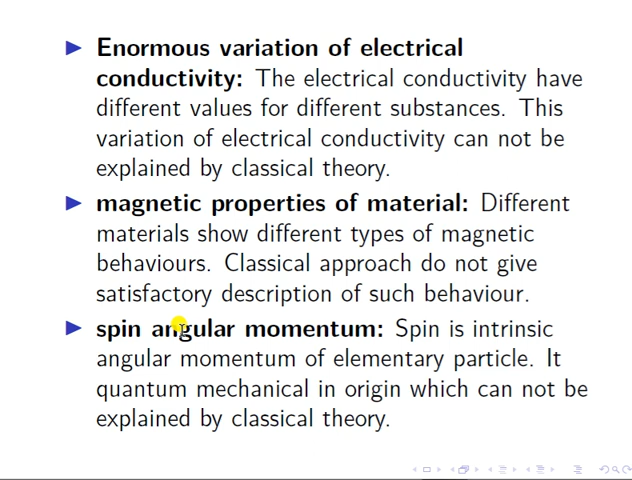 Enormous variation of electrical
conductivity: The electrical conductivity have
different values for different substances. This
variation of electrical conductivity can not be
explained by classical theory.
magnetic properties of material: Different
materials show different types of magnetic
behaviours. Classical approach do not give
satisfactory description of such behaviour.
spin angular momentum: Spin is intrinsic
angular momentum of elementary particle. It
quantum mechanical in origin which can not be
explained by classical theory.